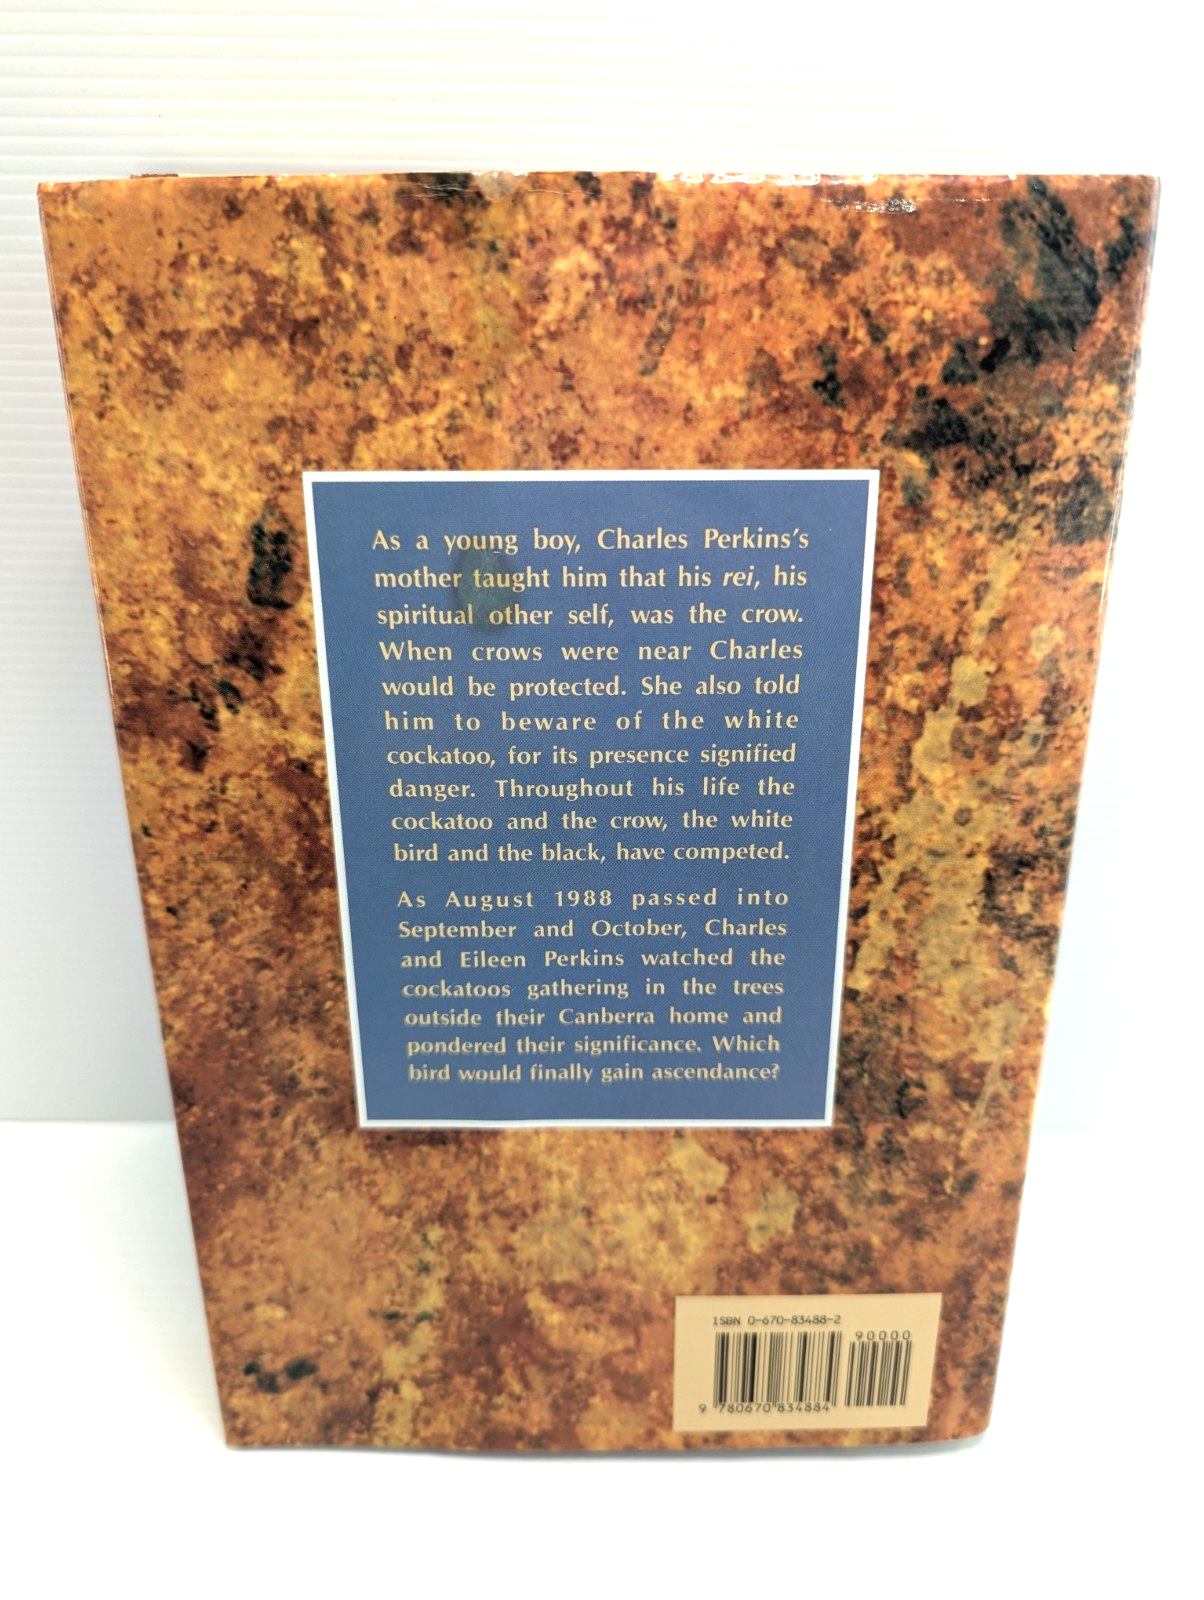 As a young boy, Charles Perkins's
mother taught him that his rei, his
spiritual other self, was the crow.
When crows were near Charles
would be protected. She also told
him to beware of the white
cockatoo, for its presence signified
danger. Throughout his life the
cockatoo and the crow, the white
bird and the black, have competed.
As August 1988 passed into
September and October, Charles
and Eileen Perkins watched the
cockatoos gathering in the trees
outside their Canberra home and
pondered their significance. Which
bird would finally gain ascendance?
ISBN 0-670-83488-2
90000
9 780670 834884